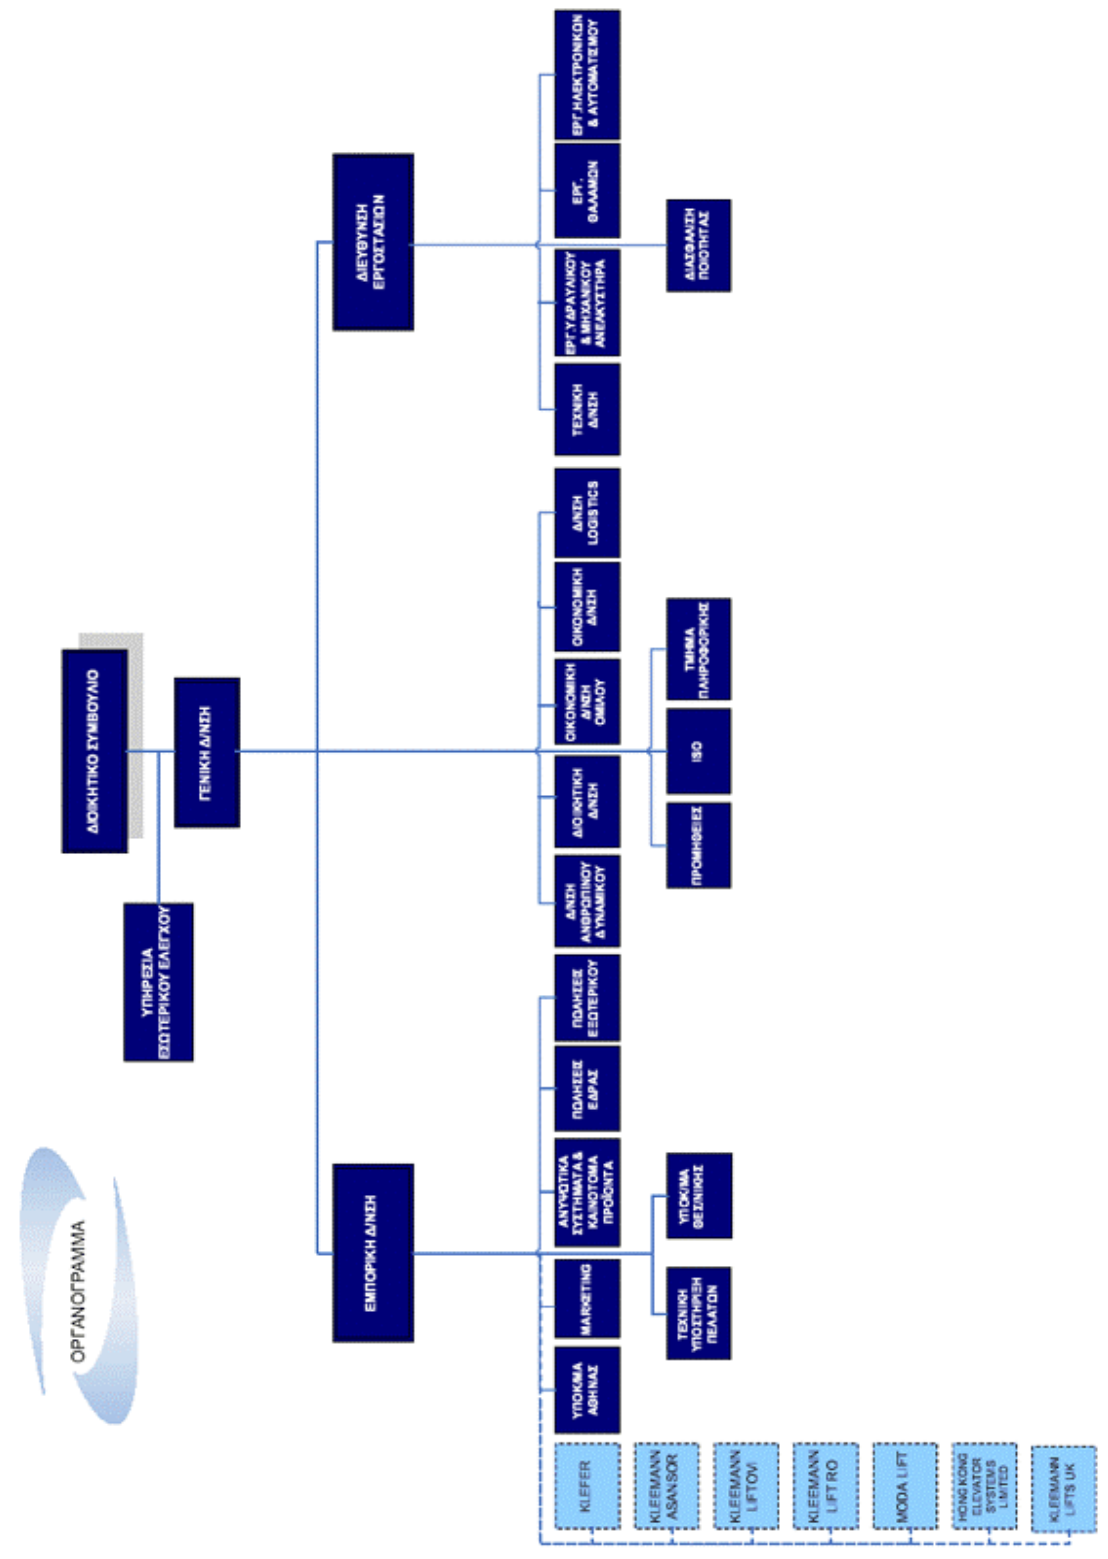 ΟΡΓΑΝΟΓΡΑΜΜΑ
ΔΙΟΙΚΗΤΙΚΟ ΣΥΜΒΟΥΛΙΟ
ΥΠΗΡΕΣΙΑ
ΕΣΩΤΕΡΙΚΟΥ ΕΛΕΓΧΟΥ
ΓΕΝΙΚΗ Δ/ΝΣΗ
ΕΜΠΟΡΙΚΗ Δ/ΝΣΗ
ΔΙΕΥΘΥΝΣΗ
ΕΡΓΟΣΤΑΣΙΩΝ
KLEFER
ΥΠΟΚ/ΜΑ
ΑΘΗΝΑΣ
MARKETING
ΑΝΥΨΩΤΙΚΑ
ΣΥΣΤΗΜΑΤΑ &
ΚΑΙΝΟΤΟΜΑ
ΠΡΟΪΟΝΤΑ
ΠΩΛΗΣΕΙΣ
ΕΔΡΑΣ
ΠΩΛΗΣΕΙΣ
ΕΞΩΤΕΡΙΚΟΥ
Δ/ΝΣΗ
ΑΝΘΡΩΠΙΝΟΥ
ΔΥΝΑΜΙΚΟΥ
ΔΙΟΙΚΗΤΙΚΗ
Δ/ΝΣΗ
ΟΙΚΟΝΟΜΙΚΗ
Δ/ΝΣΗ
ΟΜΙΛΟΥ
ΟΙΚΟΝΟΜΙΚΗ
Δ/ΝΣΗ
Δ/ΝΣΗ
LOGISTICS
ΤΕΧΝΙΚΗ
Δ/ΝΣΗ
ΕΡΓ.ΥΔΡΑΥΛΙΚΟΥ
& ΜΗΧΑΝΙΚΟΥ
ΑΝΕΛΚΥΣΤΗΡΑ
ΕΡΓ.
ΘΑΛΑΜΩΝ
ΕΡΓ.ΗΛΕΚΤΡΟΝΙΚΩΝ
& ΑΥΤΟΜΑΤΙΣΜΟΥ
KLEEMANN
ASANSOR
ΤΕΧΝΙΚΗ
ΥΠΟΣΤΗΡΙΞΗ
ΠΕΛΑΤΩΝ
ΥΠΟΚ/ΜΑ
ΘΕΣ/ΝΙΚΗΣ
ΠΡΟΜΗΘΕΙΕΣ
ISO
ΤΜΗΜΑ
ΠΛΗΡΟΦΟΡΙΚΗΣ
ΔΙΑΣΦΑΛΙΣΗ
ΠΟΙΟΤΗΤΑΣ
KLEEMANN
LIFTOVI
KLEEMANN
LIFT RO
MODA LIFT
HONG KONG
ELEVATOR
SYSTEMS
LIMITED
KLEEMANN
LIFTS UK